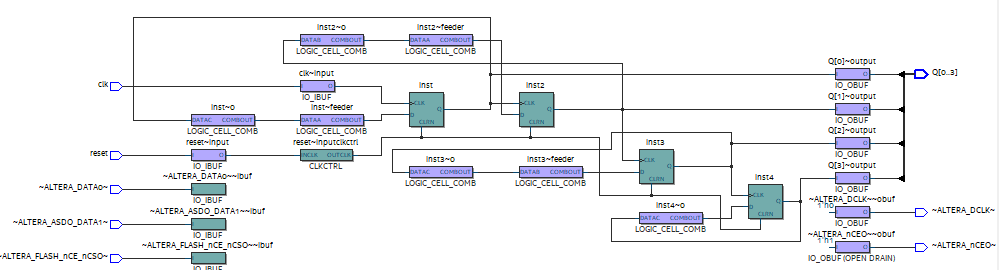 Inst2~o
Inst2~feeder
DATAB COMBOUT
DATAA COMBOUT
LOGIC_CELL_COMB
LOGIC_CELL_COMB
Q[0]~output
Q[0..3]
clk
clk~input
Inst
Inst2
I O
IO_IBUF
IO_OBUF
Q[1]~output
CLK
Q
CLRN
CLK
Q
D
CLRN
Inst~o
Inst~feeder
DATAC COMBOUT
DATAA COMBOUT
LOGIC_CELL_COMB
LOGIC_CELL_COMB
IO_OBUF
Q[2]~output
reset
reset~input
reset~inputclkctrl
I O
INCLK OUTCLK
IO_IBUF
CLKCTRL
Inst3
CLK
Q
D
CLRN
IO_OBUF
Q[3]~output
Inst3~o
Inst3~feeder
DATAC COMBOUT
DATAB COMBOUT
LOGIC_CELL_COMB
LOGIC_CELL_COMB
Inst4
CLK
Q
D
CLRN
IO_OBUF
~ALTERA_DATA0~
~ALTERA_DATA0~~ibuf
IO_IBUF
~ALTERA_DCLK~~obuf
1'h0
~ALTERA_DCLK~
IO_OBUF
Inst4~o
DATAC COMBOUT
LOGIC_CELL_COMB
~ALTERA_ASDO_DATA1~
~ALTERA_ASDO_DATA1~~ibuf
IO_IBUF
~ALTERA_nCEO~~obuf
1'h1
~ALTERA_nCEO~
IO_OBUF(OPEN DRAIN)
~ALTERA_FLASH_nCE_nCSO~
~ALTERA_FLASH_nCE_nCSO~~ibuf
IO_IBUF